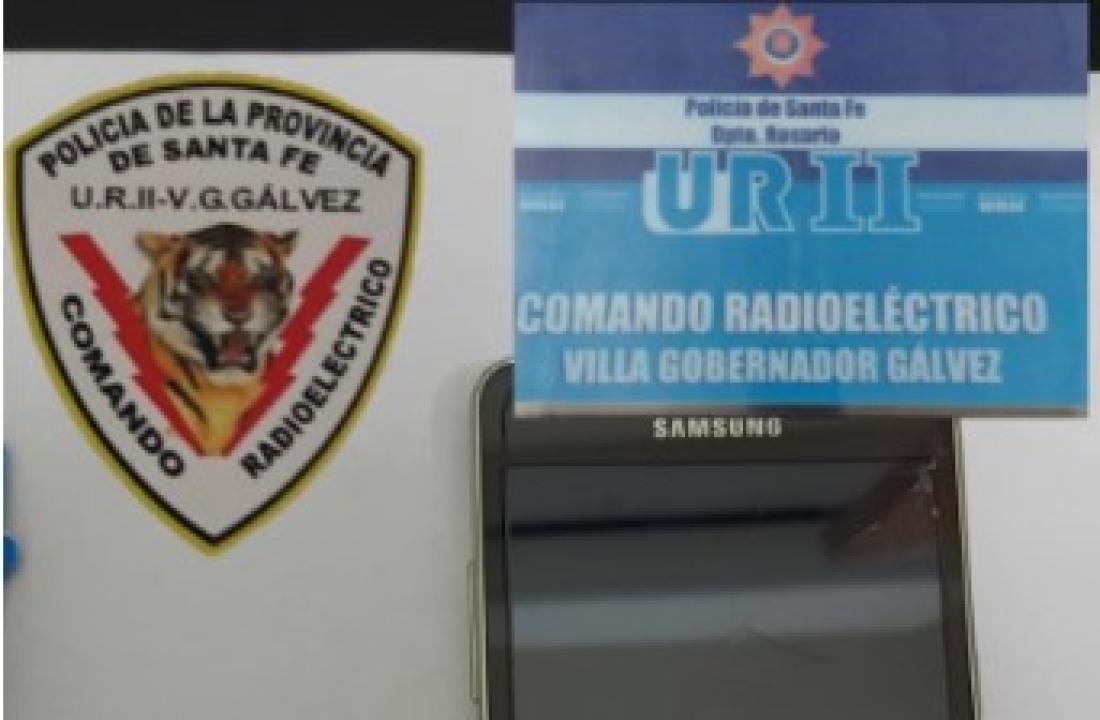 POLICIA DE LA PROVINCIA
DE SANTA FE
U.R.II-V.G.GÁLVEZ
COMANDO
RADIOELECTRICO
Policía de Santa Fe
Dpto. Rosario
UR II
COMANDO RADIOELÉCTRICO
VILLA GOBERNADOR GÁLVEZ
SAMSUNG